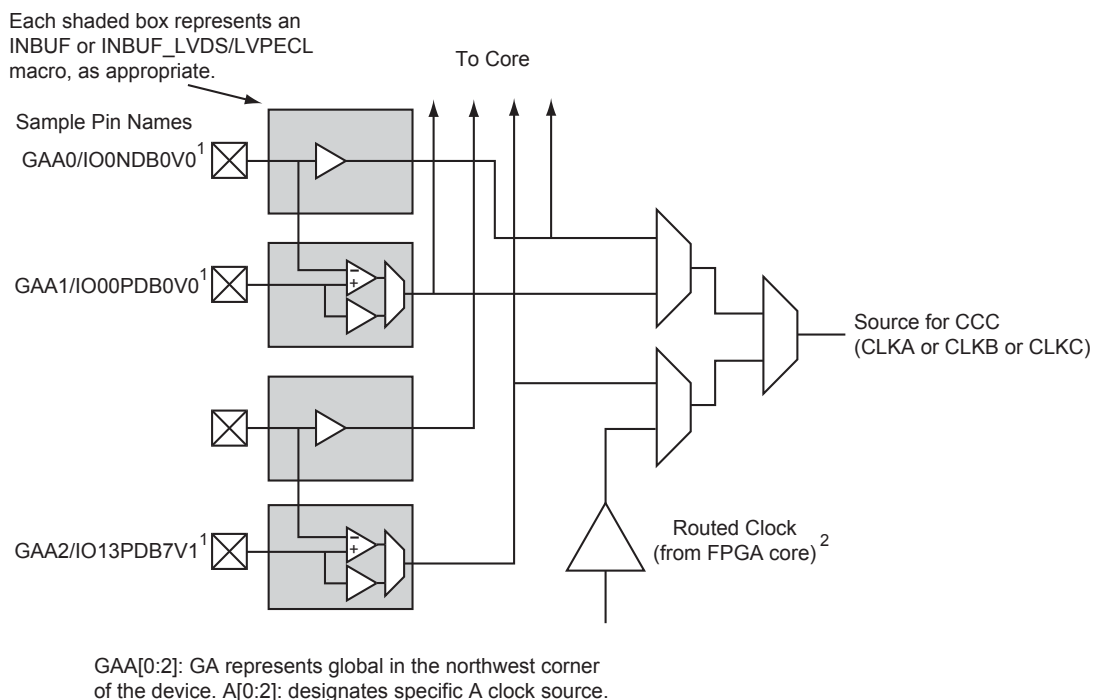 Each shaded box represents an
INBUF or INBUF_LVDS/LVPECL
macro, as appropriate.
To Core
Sample Pin Names
GAA0/IO0NDB0V0¹
GAA1/IO00PDB0V0¹
−
+
Source for CCC
(CLKA or CLKB or CLKC)
GAA2/IO13PDB7V1¹
−
+
Routed Clock
(from FPGA core)²
GAA[0:2]: GA represents global in the northwest corner
of the device. A[0:2]: designates specific A clock source.